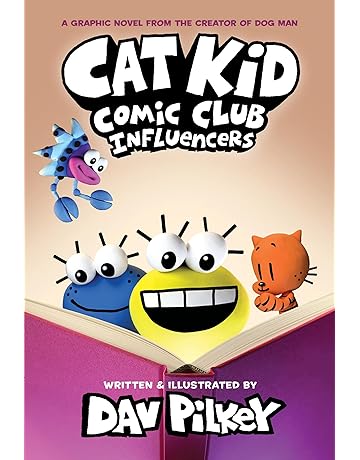 A GRAPHIC NOVEL FROM THE CREATOR OF DOG MAN
CAT KID
COMIC CLUB
INFLUENCERS
WRITTEN & ILLUSTRATED BY
DAV PILKEY